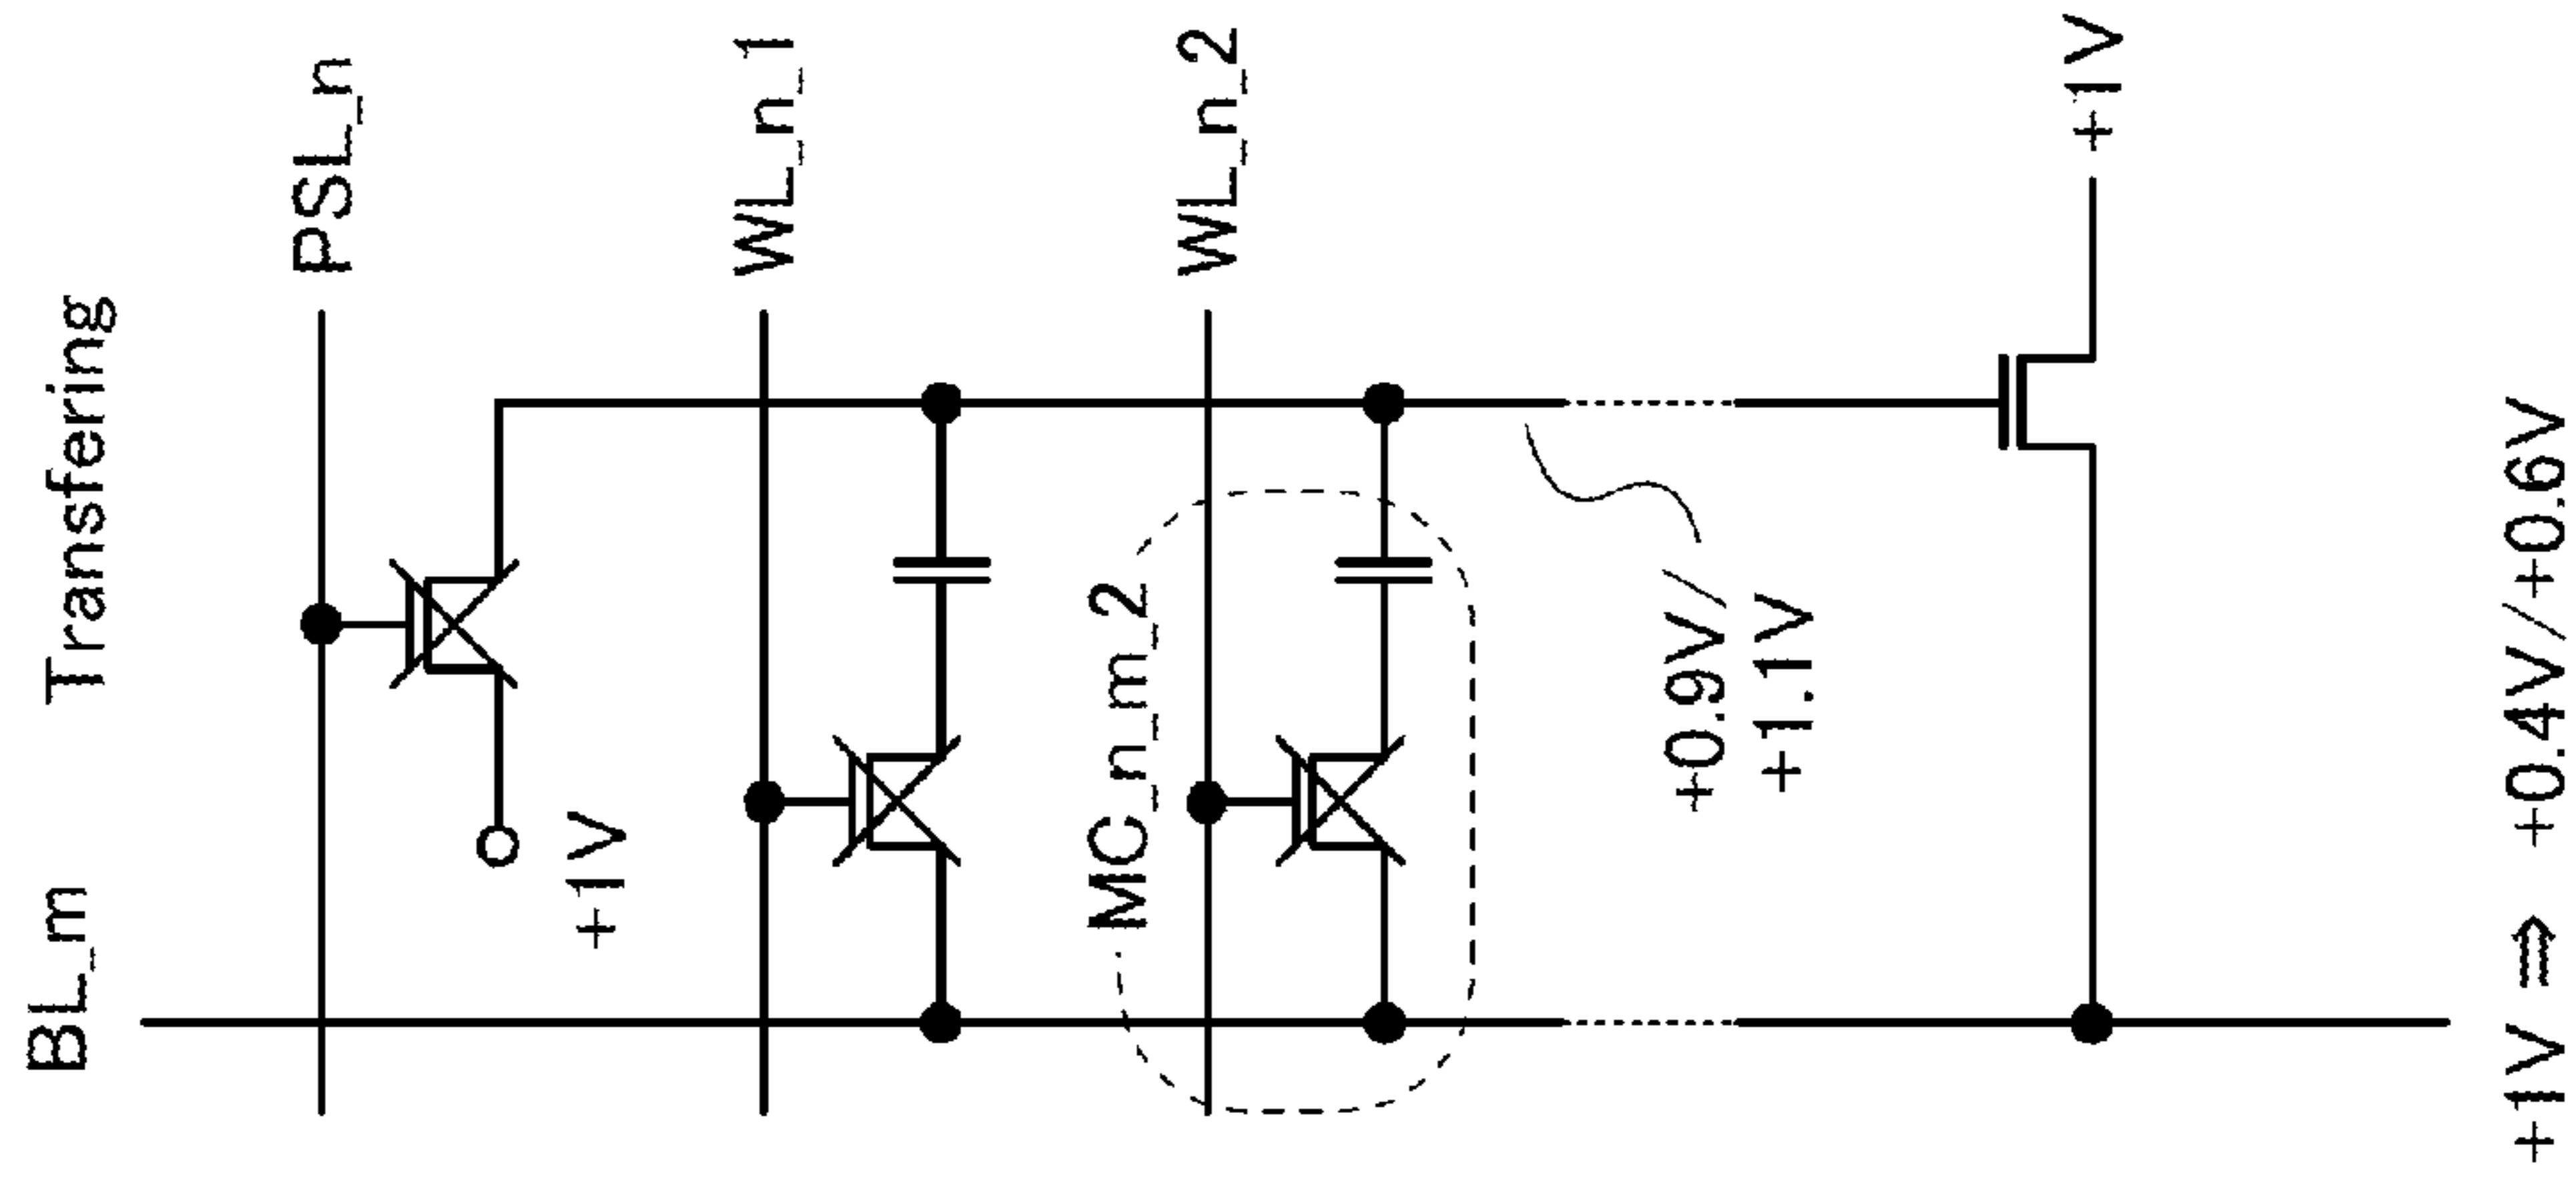 BL_m
Transfering
PSL_n
+1V
WL_n_1
MC_n_m_2
WL_n_2
+0.9V/
+1.1V
+1V
+1V ⇒ +0.4V/+0.6V